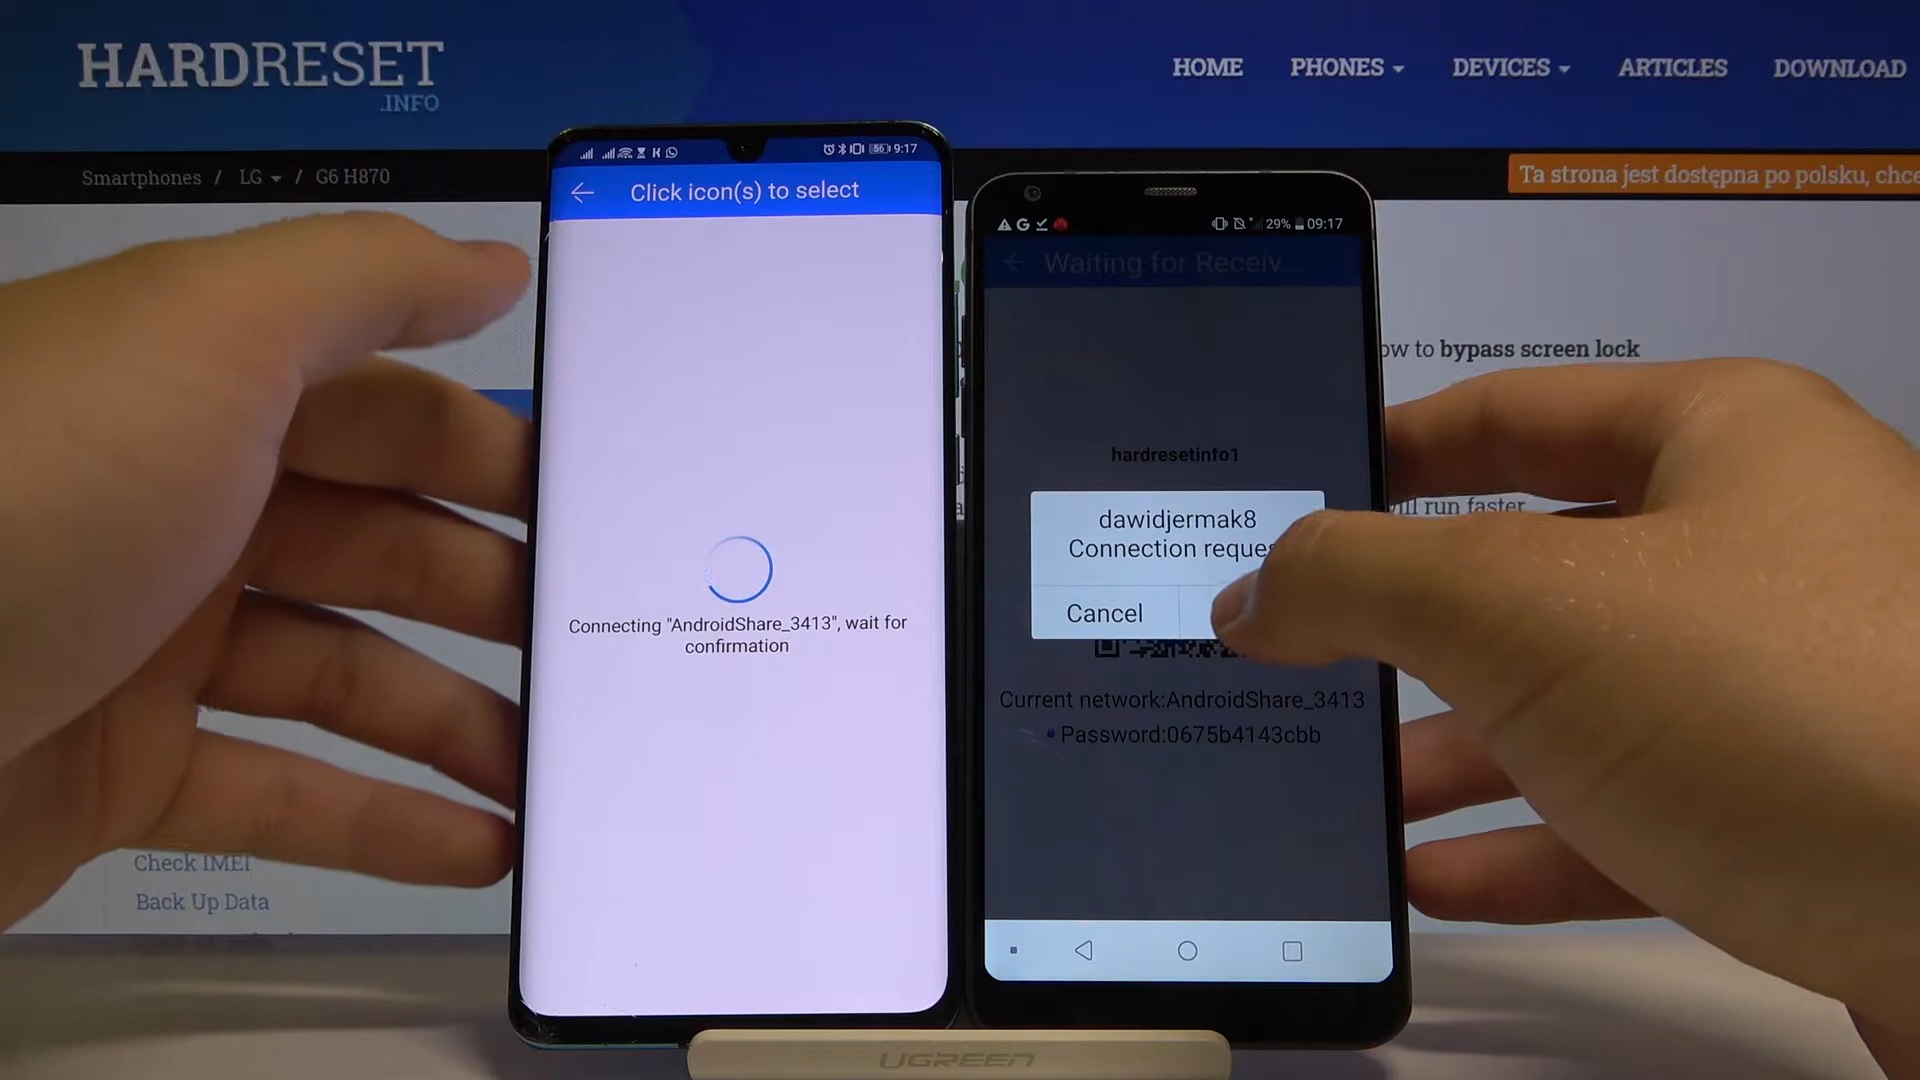 HARDRESET
.INFO
HOME PHONES DEVICES ARTICLES DOWNLOAD
Smartphones / LG / G6 H870
Ta strona jest dostępna po polsku, chce
K 56 9:17
Click icon(s) to select
Connecting "AndroidShare_3413", wait for
confirmation
G 29% 09:17
Waiting for Receiv...
hardresetinfo1
dawidjermak8
Connection reques
Cancel
Current network:AndroidShare_3413
Password:0675b4143cbb
ow to bypass screen lock
will run faster
Check IMEI
Back Up Data
UGREEN